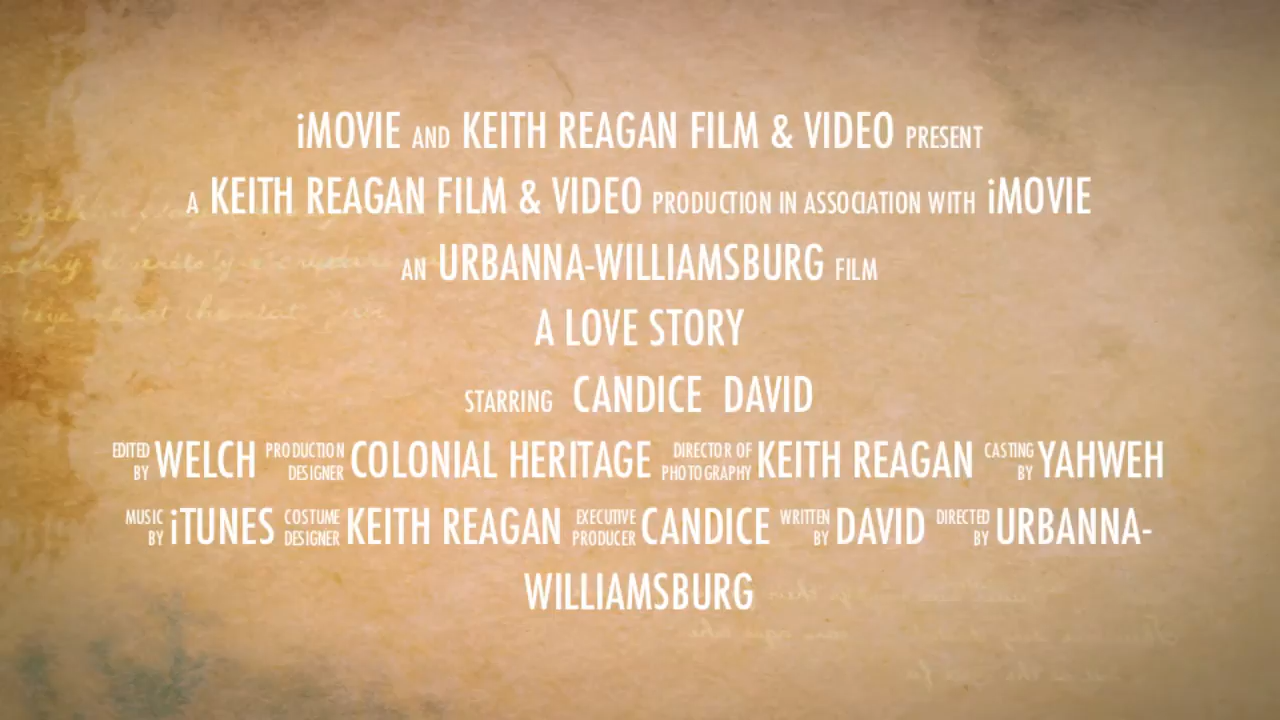 iMOVIE AND KEITH REAGAN FILM & VIDEO PRESENT
A KEITH REAGAN FILM & VIDEO PRODUCTION IN ASSOCIATION WITH iMOVIE
AN URBANNA-WILLIAMSBURG FILM
A LOVE STORY
STARRING CANDICE DAVID
EDITED BY WELCH PRODUCTION DESIGNER COLONIAL HERITAGE DIRECTOR OF PHOTOGRAPHY KEITH REAGAN CASTING BY YAHWEH
MUSIC BY iTUNES COSTUME DESIGNER KEITH REAGAN EXECUTIVE PRODUCER CANDICE WRITTEN BY DAVID DIRECTED BY URBANNA-
WILLIAMSBURG